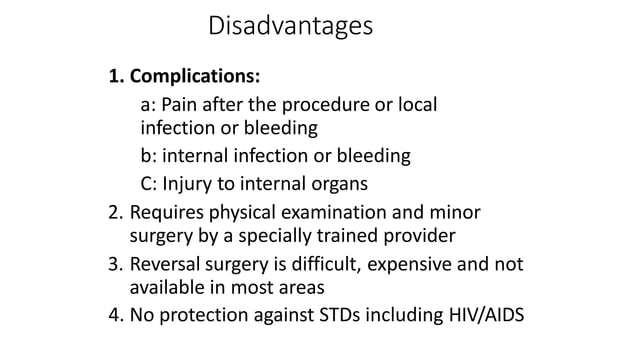 Disadvantages
1. Complications:
a: Pain after the procedure or local
infection or bleeding
b: internal infection or bleeding
C: Injury to internal organs
2. Requires physical examination and minor
surgery by a specially trained provider
3. Reversal surgery is difficult, expensive and not
available in most areas
4. No protection against STDs including HIV/AIDS